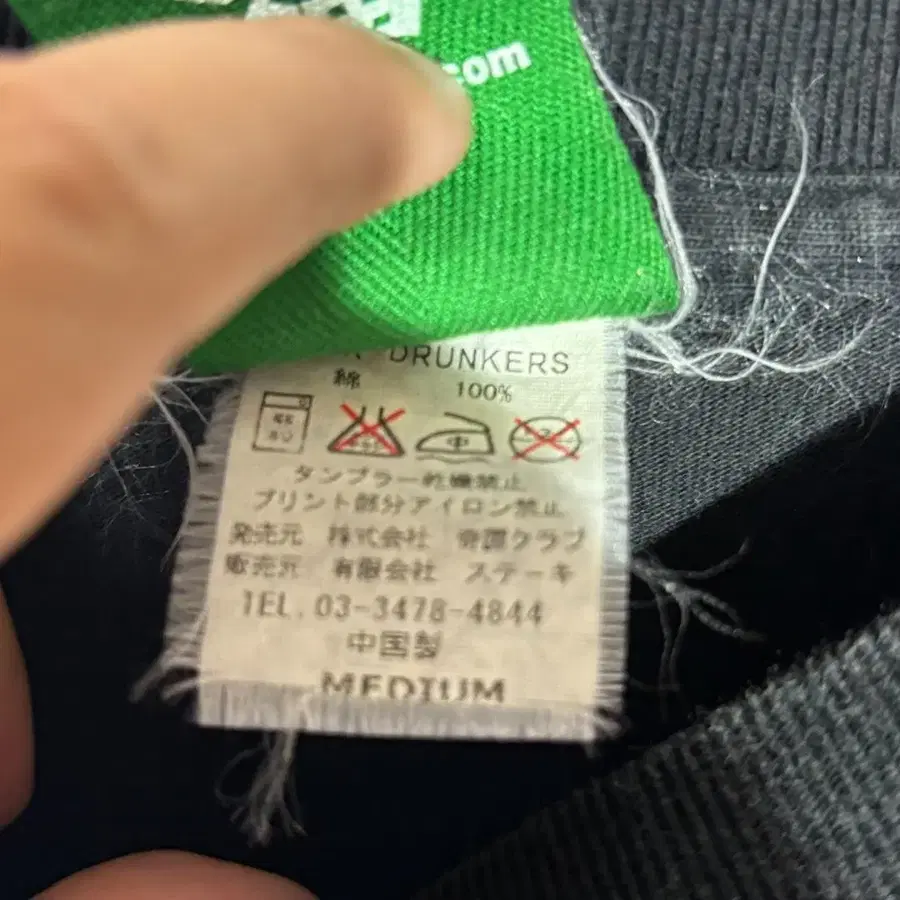 .com
DRUNKERS
綿 100%
中
タンブラー乾燥禁止
プリント部分アイロン禁止
発売元 株式会社 帝國クラブ
販売元 有限会社 ステーキ
TEL.03-3478-4844
中国製
MEDIUM